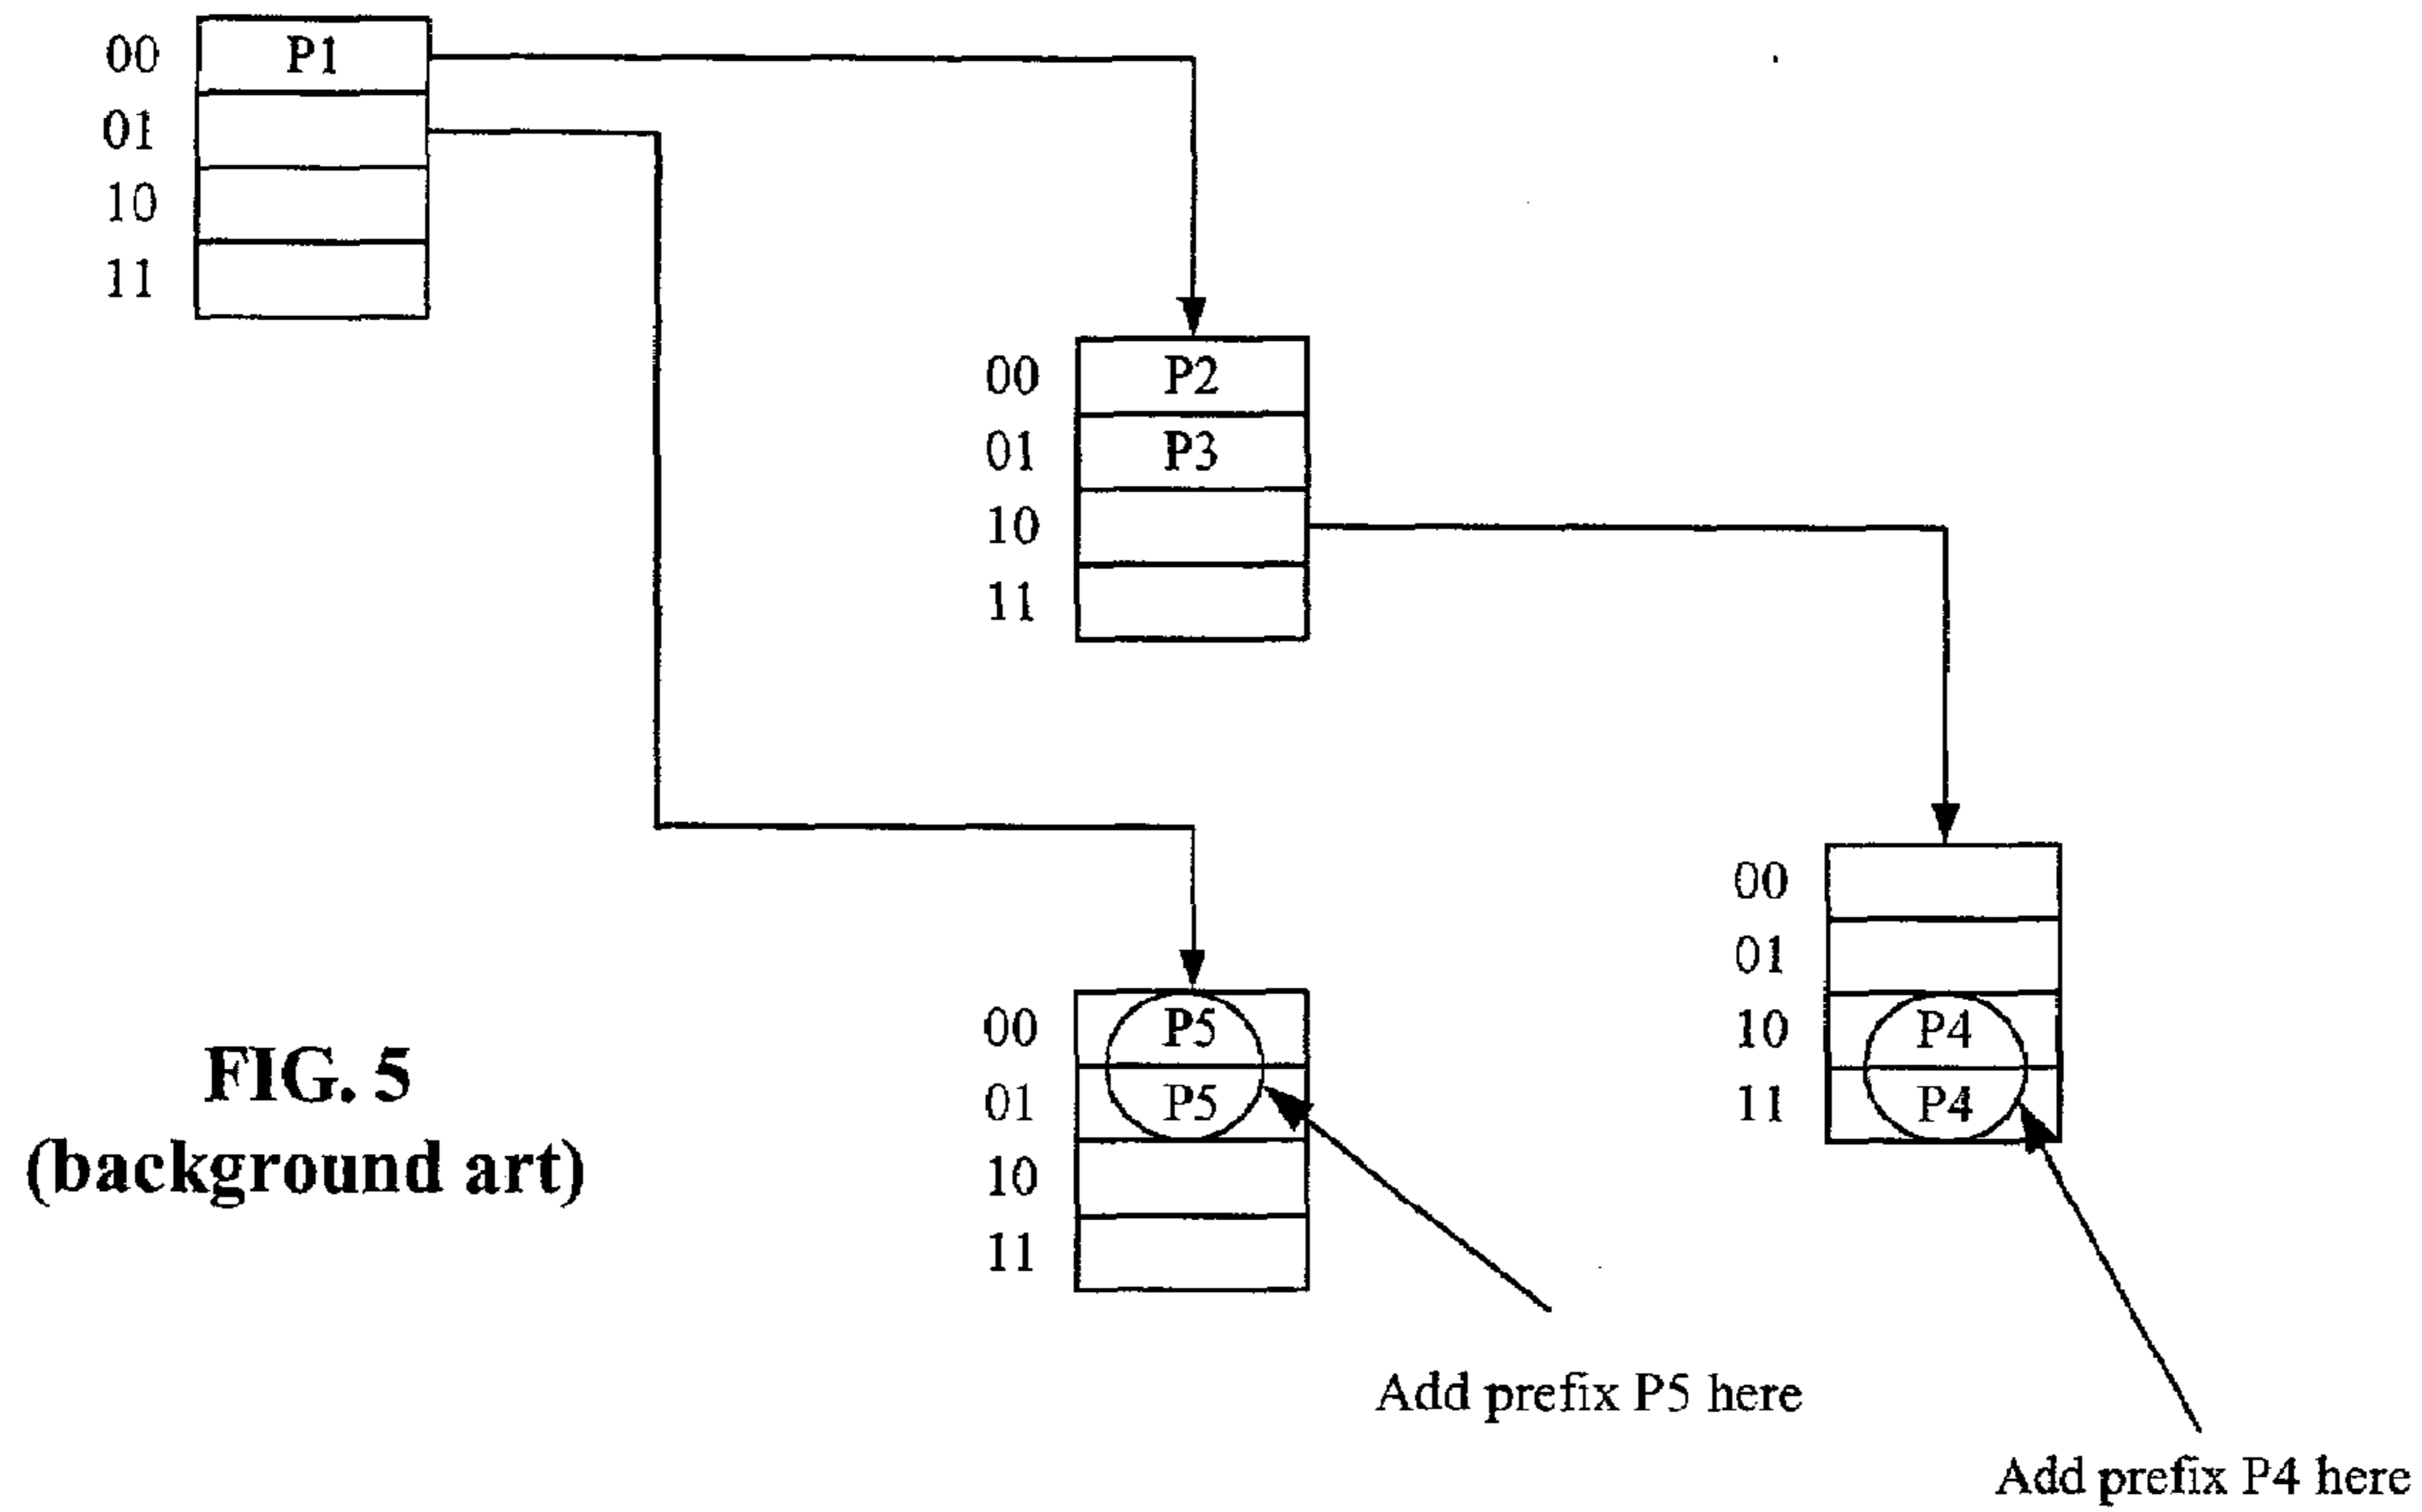 00 P1
01
10
11
00 P2
01 P3
10
11
00
01
10 P4
11 P4
00 P5
01 P5
10
11
FIG. 5
(background art)
Add prefix P5 here
Add prefix P4 here